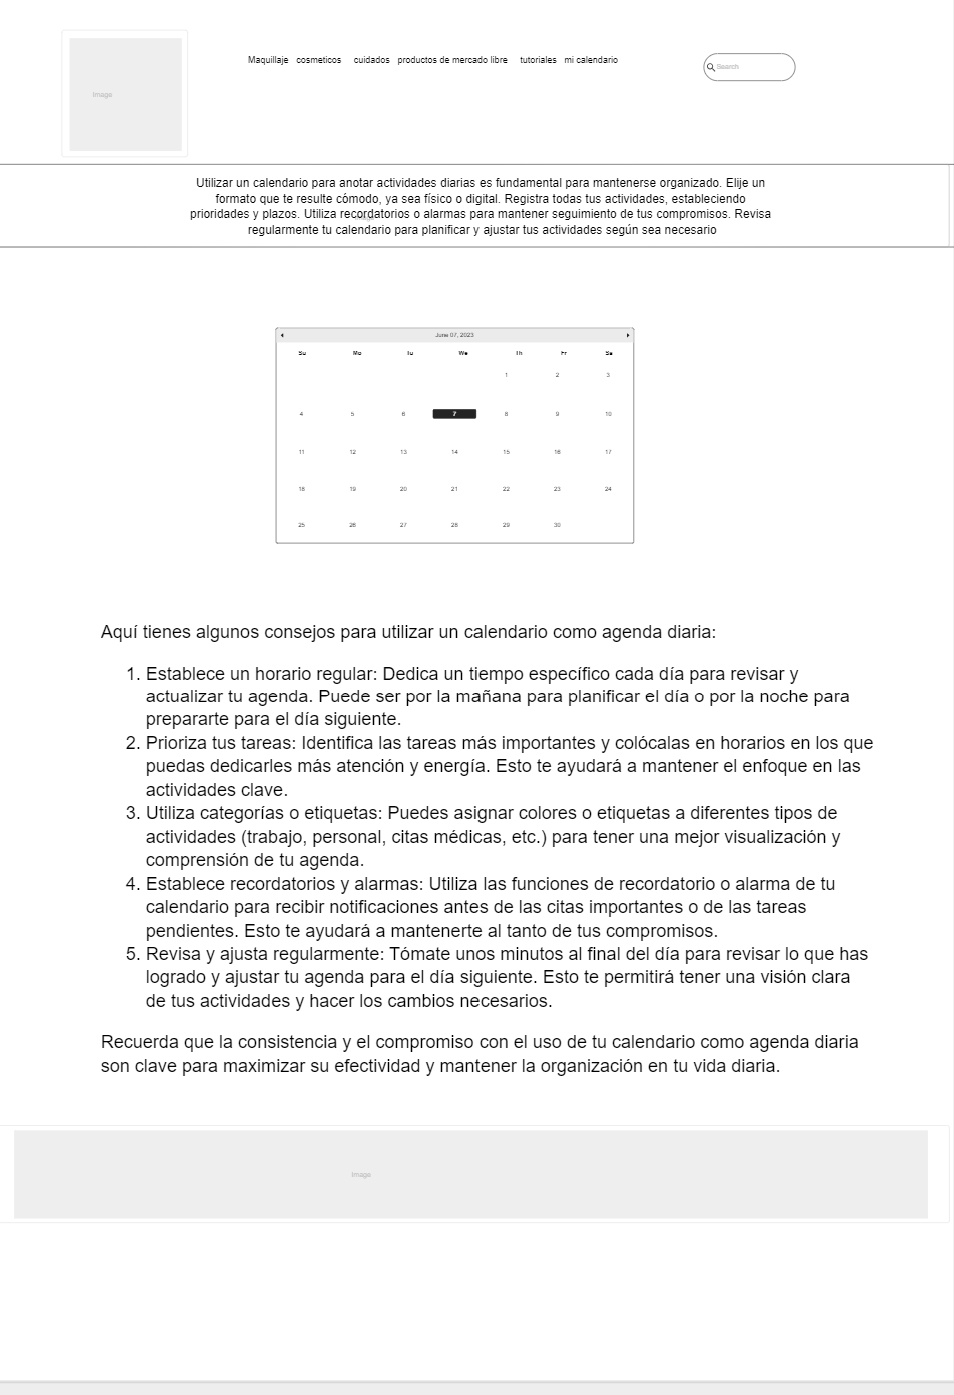 Maquillaje cosmeticos cuidados productos de mercado libre tutoriales mi calendario
Search
Image
Utilizar un calendario para anotar actividades diarias es fundamental para mantenerse organizado. Elije un
formato que te resulte cómodo, ya sea físico o digital. Registra todas tus actividades, estableciendo
prioridades y plazos. Utiliza recordatorios o alarmas para mantener seguimiento de tus compromisos. Revisa
regularmente tu calendario para planificar y ajustar tus actividades según sea necesario
June 07, 2023
Su Mo Tu We Th Fr Sa
1 2 3
4 5 6 7 8 9 10
11 12 13 14 15 16 17
18 19 20 21 22 23 24
25 26 27 28 29 30
Aquí tienes algunos consejos para utilizar un calendario como agenda diaria:
1. Establece un horario regular: Dedica un tiempo específico cada día para revisar y
actualizar tu agenda. Puede ser por la mañana para planificar el día o por la noche para
prepararte para el día siguiente.
2. Prioriza tus tareas: Identifica las tareas más importantes y colócalas en horarios en los que
puedas dedicarles más atención y energía. Esto te ayudará a mantener el enfoque en las
actividades clave.
3. Utiliza categorías o etiquetas: Puedes asignar colores o etiquetas a diferentes tipos de
actividades (trabajo, personal, citas médicas, etc.) para tener una mejor visualización y
comprensión de tu agenda.
4. Establece recordatorios y alarmas: Utiliza las funciones de recordatorio o alarma de tu
calendario para recibir notificaciones antes de las citas importantes o de las tareas
pendientes. Esto te ayudará a mantenerte al tanto de tus compromisos.
5. Revisa y ajusta regularmente: Tómate unos minutos al final del día para revisar lo que has
logrado y ajustar tu agenda para el día siguiente. Esto te permitirá tener una visión clara
de tus actividades y hacer los cambios necesarios.
Recuerda que la consistencia y el compromiso con el uso de tu calendario como agenda diaria
son clave para maximizar su efectividad y mantener la organización en tu vida diaria.
Image